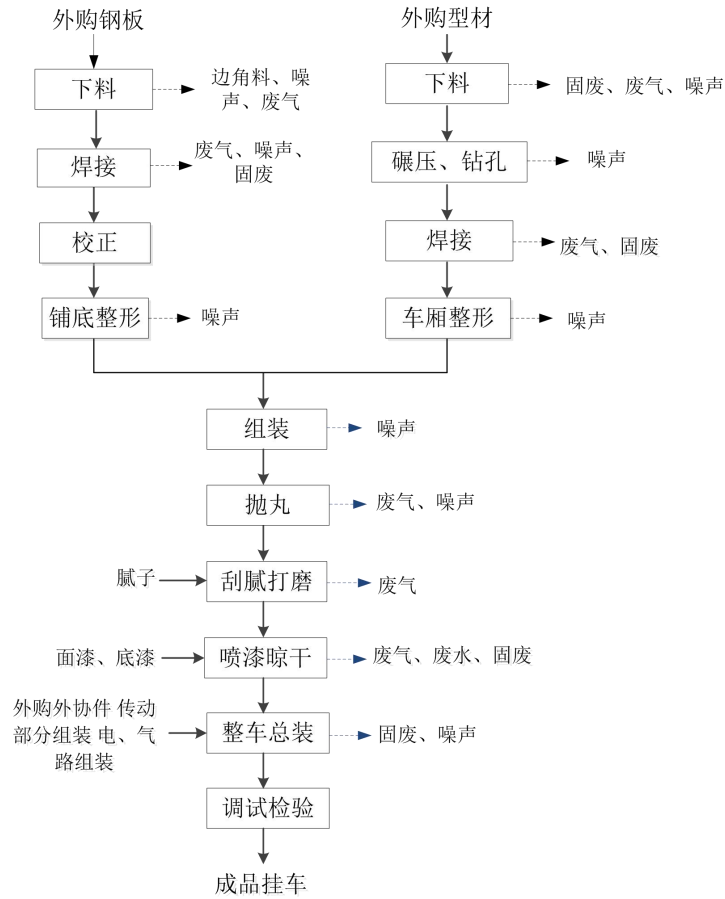 外购钢板
外购型材
下料
边角料、噪
声、废气
下料
固废、废气、噪声
焊接
废气、噪声、
固废
碾压、钻孔
噪声
校正
焊接
废气、固废
铺底整形
噪声
车厢整形
噪声
组装
噪声
抛丸
废气、噪声
腻子
刮腻打磨
废气
面漆、底漆
喷漆晾干
废气、废水、固废
外购外协件 传动
部分组装 电、气
路组装
整车总装
固废、噪声
调试检验
成品挂车